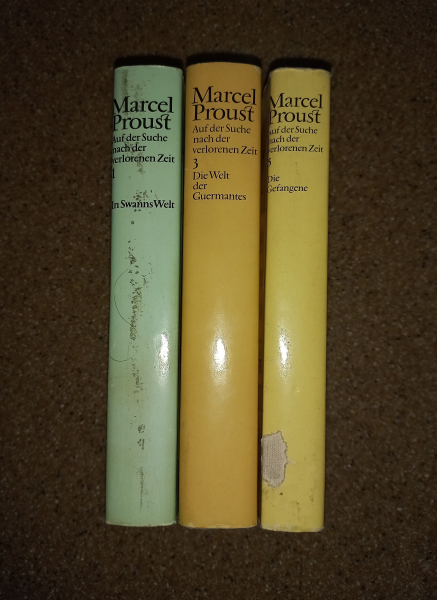 Marcel
Proust
Auf der Suche
nach der
verlorenen Zeit
1
In Swanns Welt
Marcel
Proust
Auf der Suche
nach der
verlorenen Zeit
3
Die Welt
der
Guermantes
Marcel
Proust
Auf der Suche
nach der
verlorenen Zeit
5
Die
Gefangene